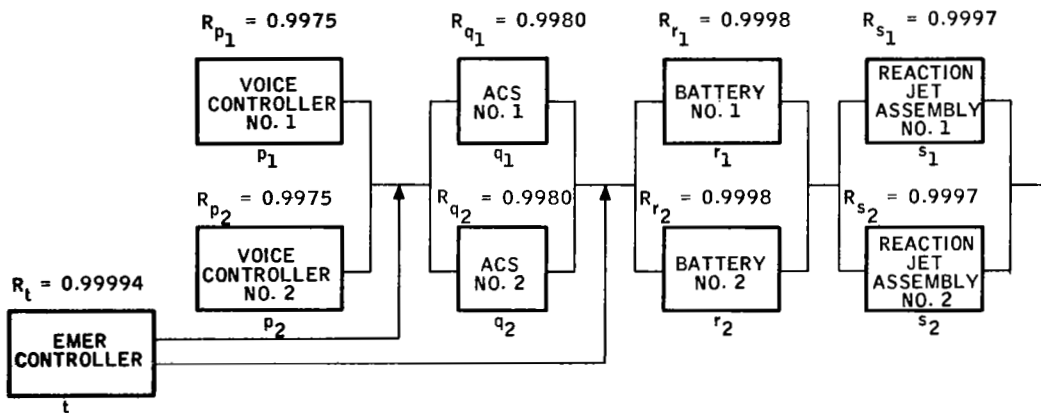 R_p1 = 0.9975
R_q1 = 0.9980
R_r1 = 0.9998
R_s1 = 0.9997
VOICE
CONTROLLER
NO. 1
p1
ACS
NO. 1
q1
BATTERY
NO. 1
r1
REACTION
JET
ASSEMBLY
NO. 1
s1
R_p2 = 0.9975
R_q2 = 0.9980
R_r2 = 0.9998
R_s2 = 0.9997
VOICE
CONTROLLER
NO. 2
p2
ACS
NO. 2
q2
BATTERY
NO. 2
r2
REACTION
JET
ASSEMBLY
NO. 2
s2
R_t = 0.99994
EMER
CONTROLLER
t